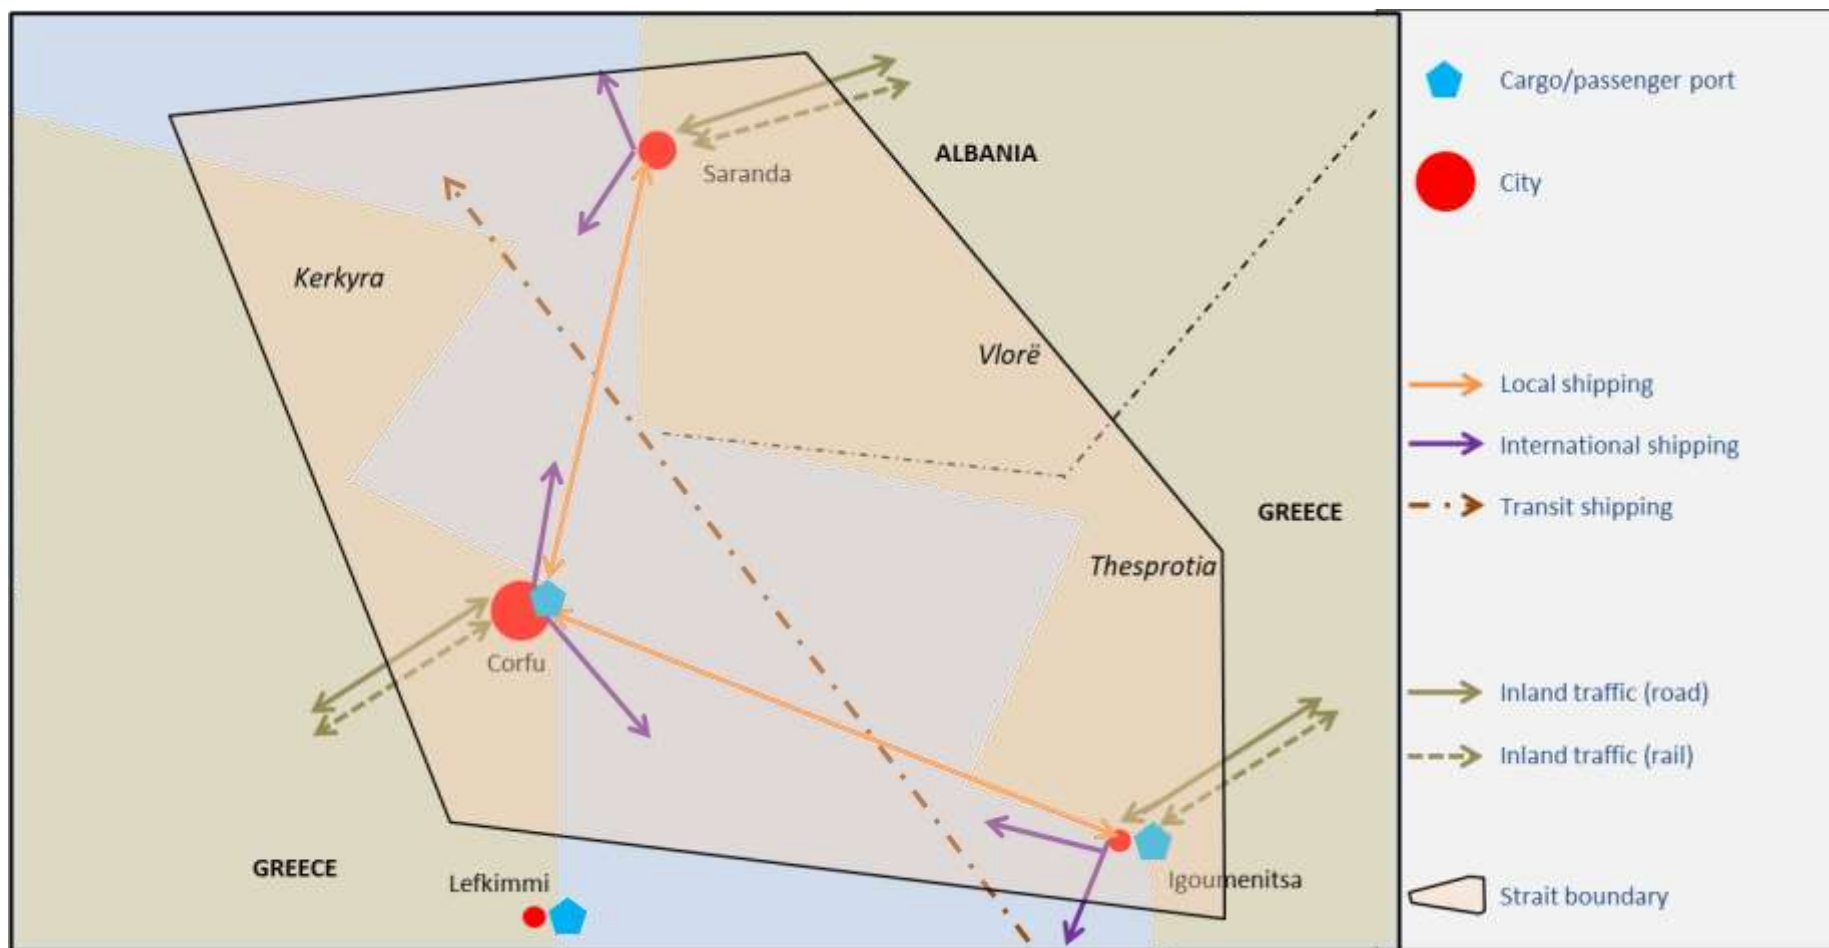 Cargo/passenger port
ALBANIA
Saranda
City
Kerkyra
Vlorë
Local shipping
International shipping
GREECE
Transit shipping
Thesprotia
Corfu
Inland traffic (road)
Inland traffic (rail)
GREECE
Lefkimmi
Igoumenitsa
Strait boundary